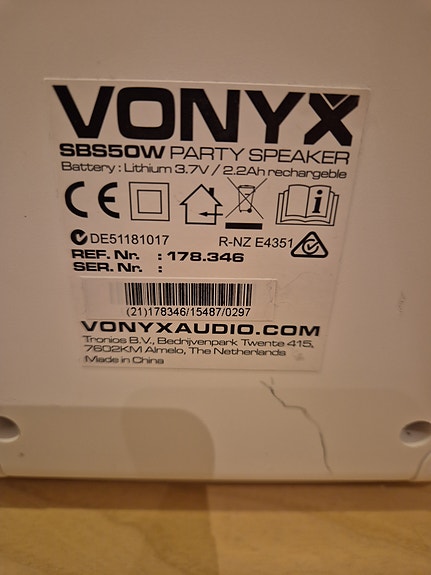 VONYX
SBS50W PARTY SPEAKER
Battery : Lithium 3.7V / 2.2Ah rechargeble
CE
DE51181017 R-NZ E4351
REF. Nr. : 178.346
SER. Nr. :
(21)178346/15487/0297
VONYXAUDIO.COM
Tronios B.V., Bedrijvenpark Twente 415,
7602KM Almelo, The Netherlands
Made in China